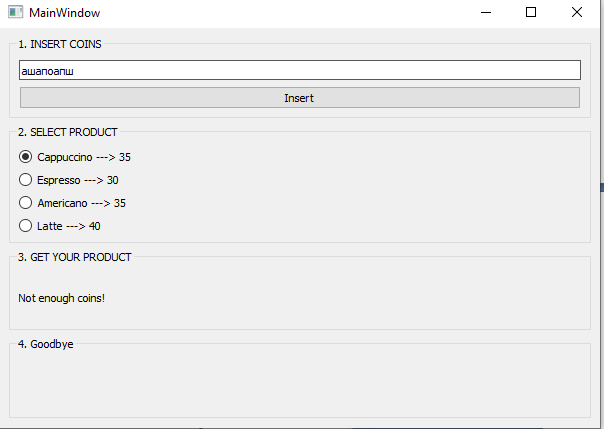 MainWindow
1. INSERT COINS
ашапоапш
Insert
2. SELECT PRODUCT
Cappuccino ---> 35
Espresso ---> 30
Americano ---> 35
Latte ---> 40
3. GET YOUR PRODUCT
Not enough coins!
4. Goodbye